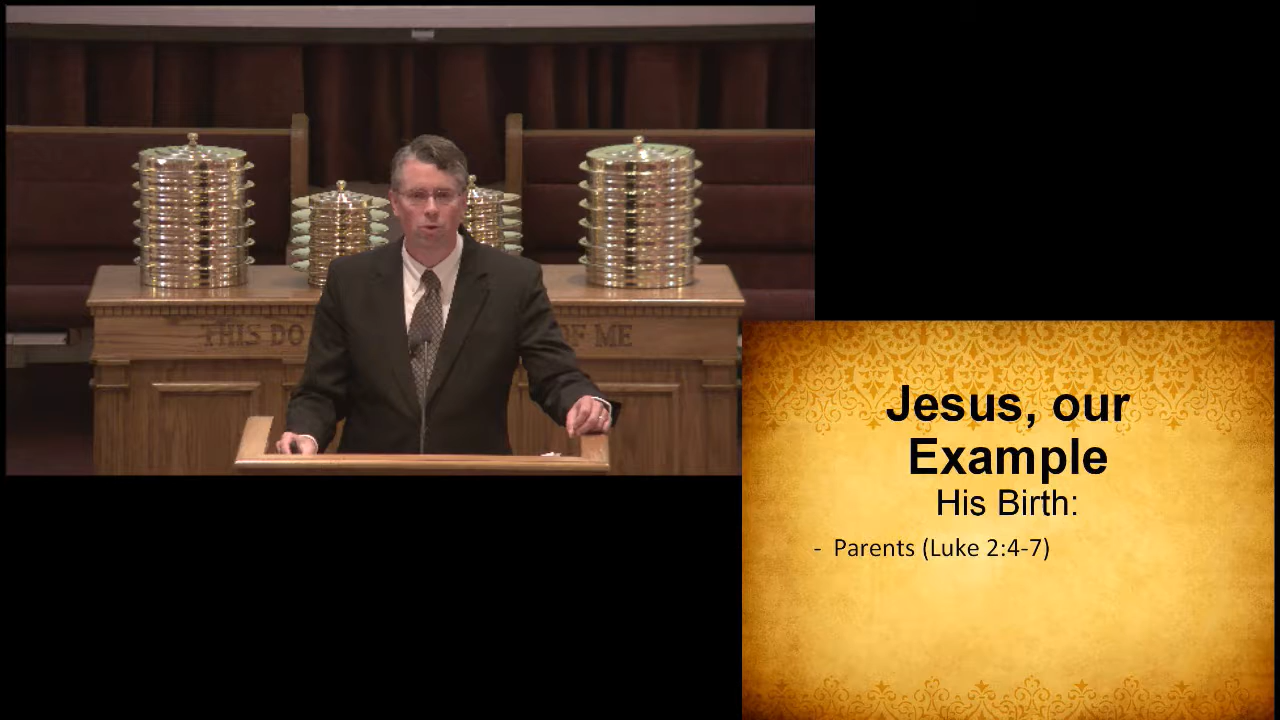 THIS DO
OF ME
Jesus, our
Example
His Birth:
- Parents (Luke 2:4-7)